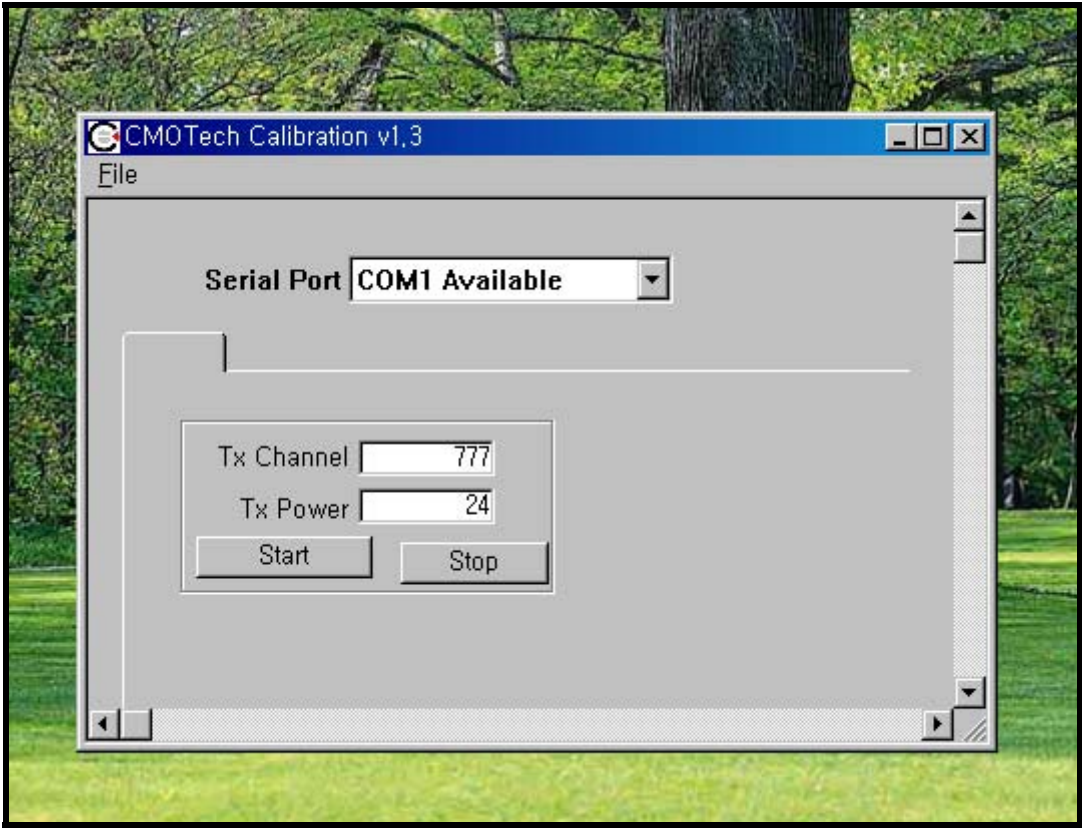 CMOTech Calibration v1,3
File
Serial Port COM1 Available
Tx Channel 777
Tx Power 24
Start Stop